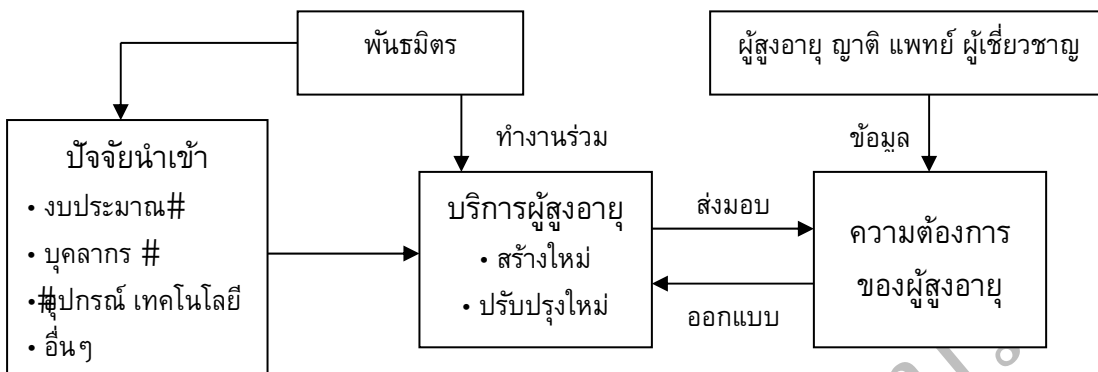 พันธมิตร
ผู้สูงอายุ ญาติ แพทย์ ผู้เชี่ยวชาญ
ทำงานร่วม
ข้อมูล
ปัจจัยนำเข้า
• งบประมาณ#
• บุคลากร #
•#อุปกรณ์ เทคโนโลยี
• อื่นๆ
บริการผู้สูงอายุ
• สร้างใหม่
• ปรับปรุงใหม่
ส่งมอบ
ออกแบบ
ความต้องการ
ของผู้สูงอายุ